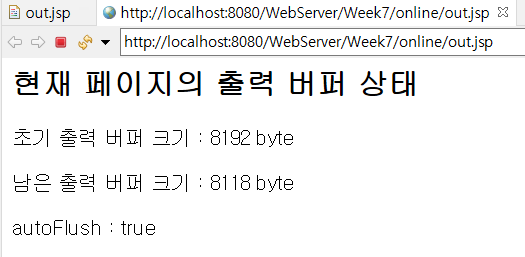 out.jsp http://localhost:8080/WebServer/Week7/online/out.jsp
http://localhost:8080/WebServer/Week7/online/out.jsp
현재 페이지의 출력 버퍼 상태
초기 출력 버퍼 크기 : 8192 byte
남은 출력 버퍼 크기 : 8118 byte
autoFlush : true